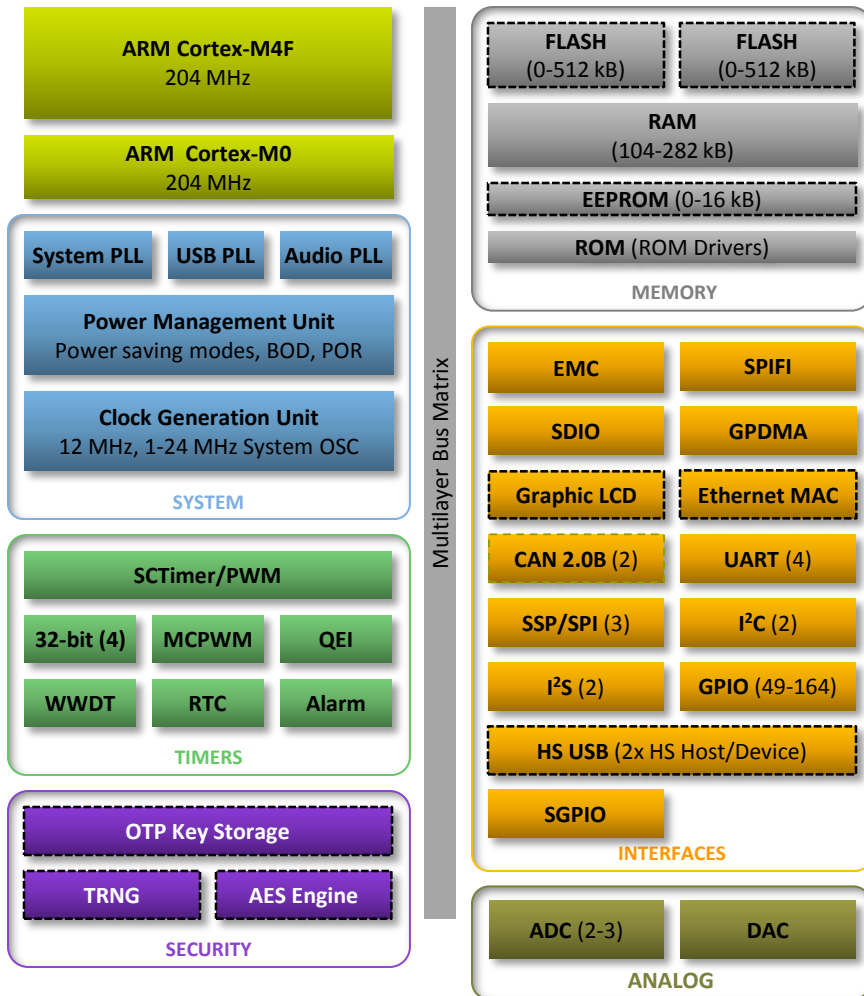 ARM Cortex-M4F
204 MHz
ARM Cortex-M0
204 MHz
System PLL
USB PLL
Audio PLL
Power Management Unit
Power saving modes, BOD, POR
Clock Generation Unit
12 MHz, 1-24 MHz System OSC
SYSTEM
SCTimer/PWM
32-bit (4)
MCPWM
QEI
WWDT
RTC
Alarm
TIMERS
OTP Key Storage
TRNG
AES Engine
SECURITY
Multilayer Bus Matrix
FLASH
(0-512 kB)
FLASH
(0-512 kB)
RAM
(104-282 kB)
EEPROM (0-16 kB)
ROM (ROM Drivers)
MEMORY
EMC
SPIFI
SDIO
GPDMA
Graphic LCD
Ethernet MAC
CAN 2.0B (2)
UART (4)
SSP/SPI (3)
I²C (2)
I²S (2)
GPIO (49-164)
HS USB (2x HS Host/Device)
SGPIO
INTERFACES
ADC (2-3)
DAC
ANALOG